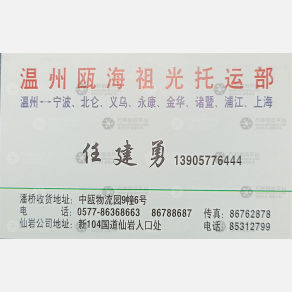 温州瓯海祖光托运部
温州↔宁波、北仑、义乌、永康、金华、诸暨、浦江、上海
任建勇 13905776444
潘桥收货地址：中瓯物流园9幢6号
电 话：0577-86368663 86788687 传真：86762878
仙岩公司地址：新104国道仙岩入口处 电话：85312799